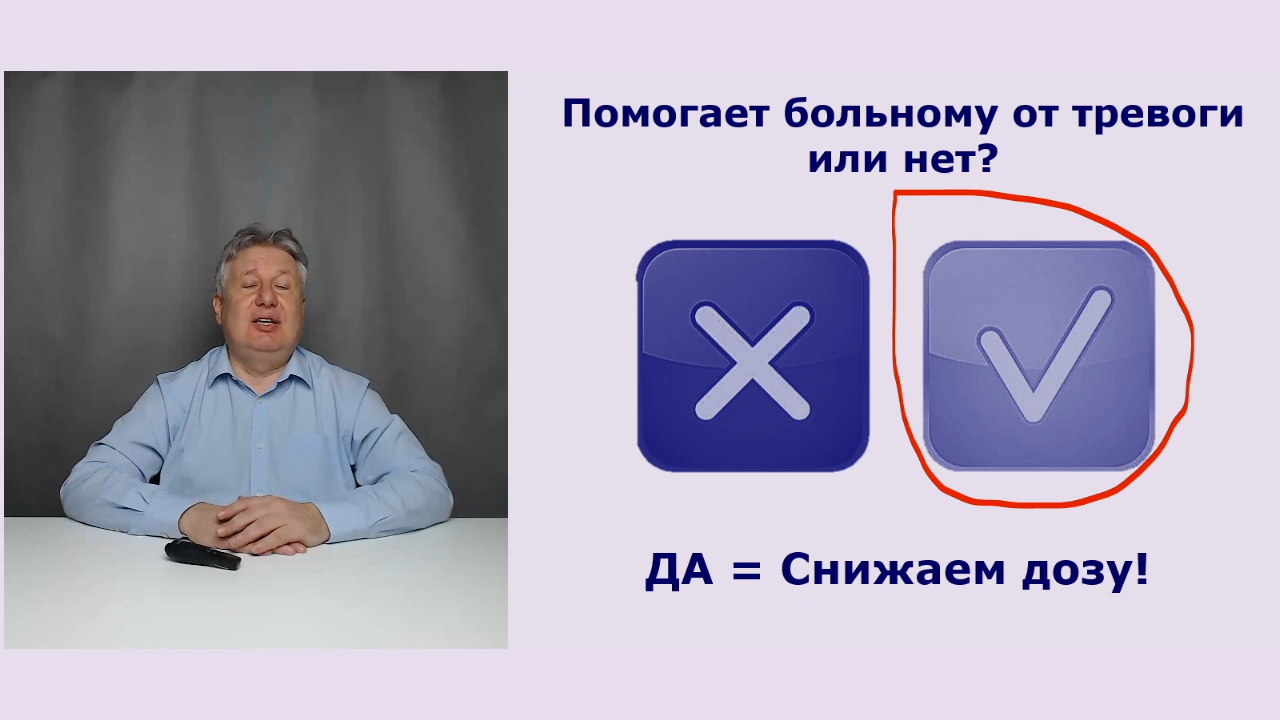 Помогает больному от тревоги
или нет?
ДА = Снижаем дозу!